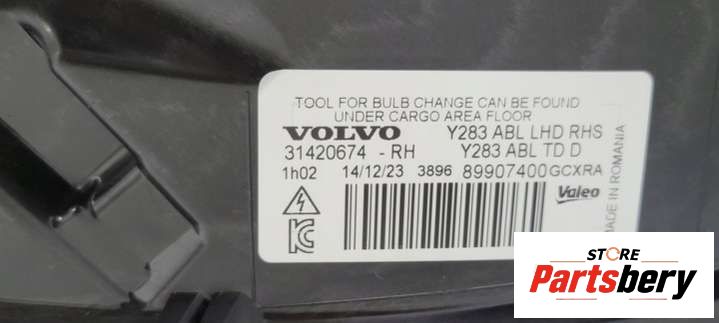 TOOL FOR BULB CHANGE CAN BE FOUND
UNDER CARGO AREA FLOOR
VOLVO Y283 ABL LHD RHS
31420674 - RH Y283 ABL TD D
1h02 14/12/23 3896 89907400GCXRA
Valeo
MADE IN ROMANIA
STORE
Partsbery